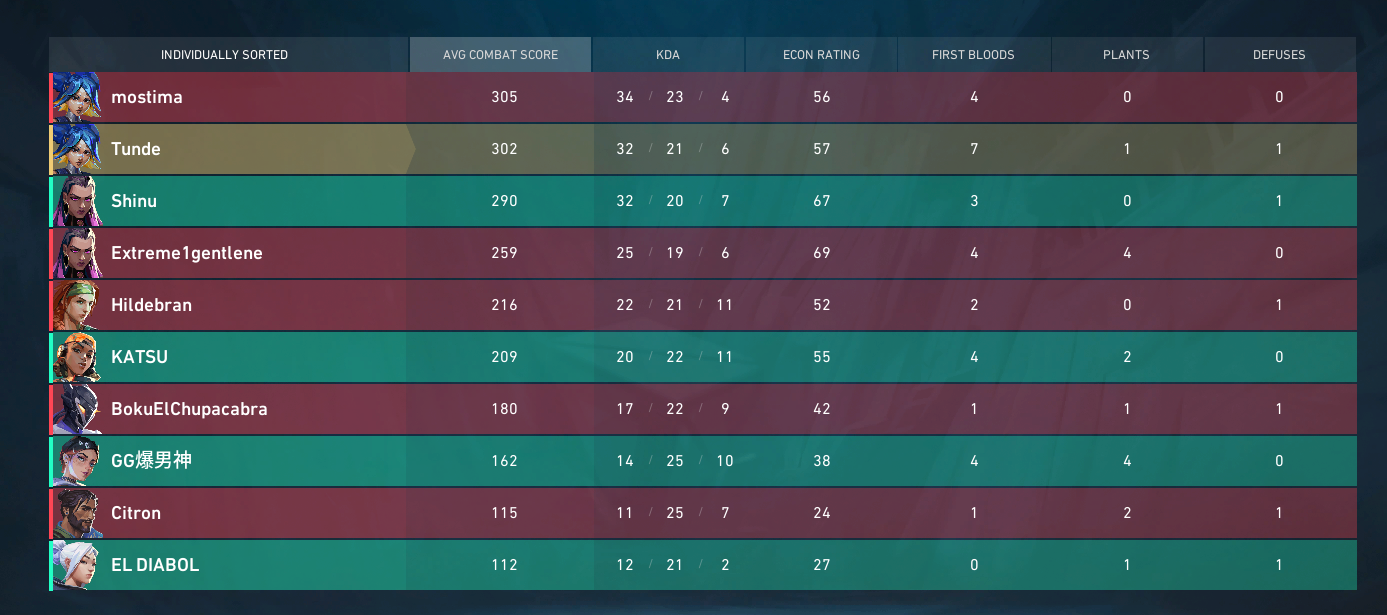 INDIVIDUALLY SORTED AVG COMBAT SCORE KDA ECON RATING FIRST BLOODS PLANTS DEFUSES
mostima 305 34 / 23 / 4 56 4 0 0
Tunde 302 32 / 21 / 6 57 7 1 1
Shinu 290 32 / 20 / 7 67 3 0 1
Extreme1gentlene 259 25 / 19 / 6 69 4 4 0
Hildebran 216 22 / 21 / 11 52 2 0 1
KATSU 209 20 / 22 / 11 55 4 2 0
BokuElChupacabra 180 17 / 22 / 9 42 1 1 1
GG爆男神 162 14 / 25 / 10 38 4 4 0
Citron 115 11 / 25 / 7 24 1 2 1
EL DIABOL 112 12 / 21 / 2 27 0 1 1